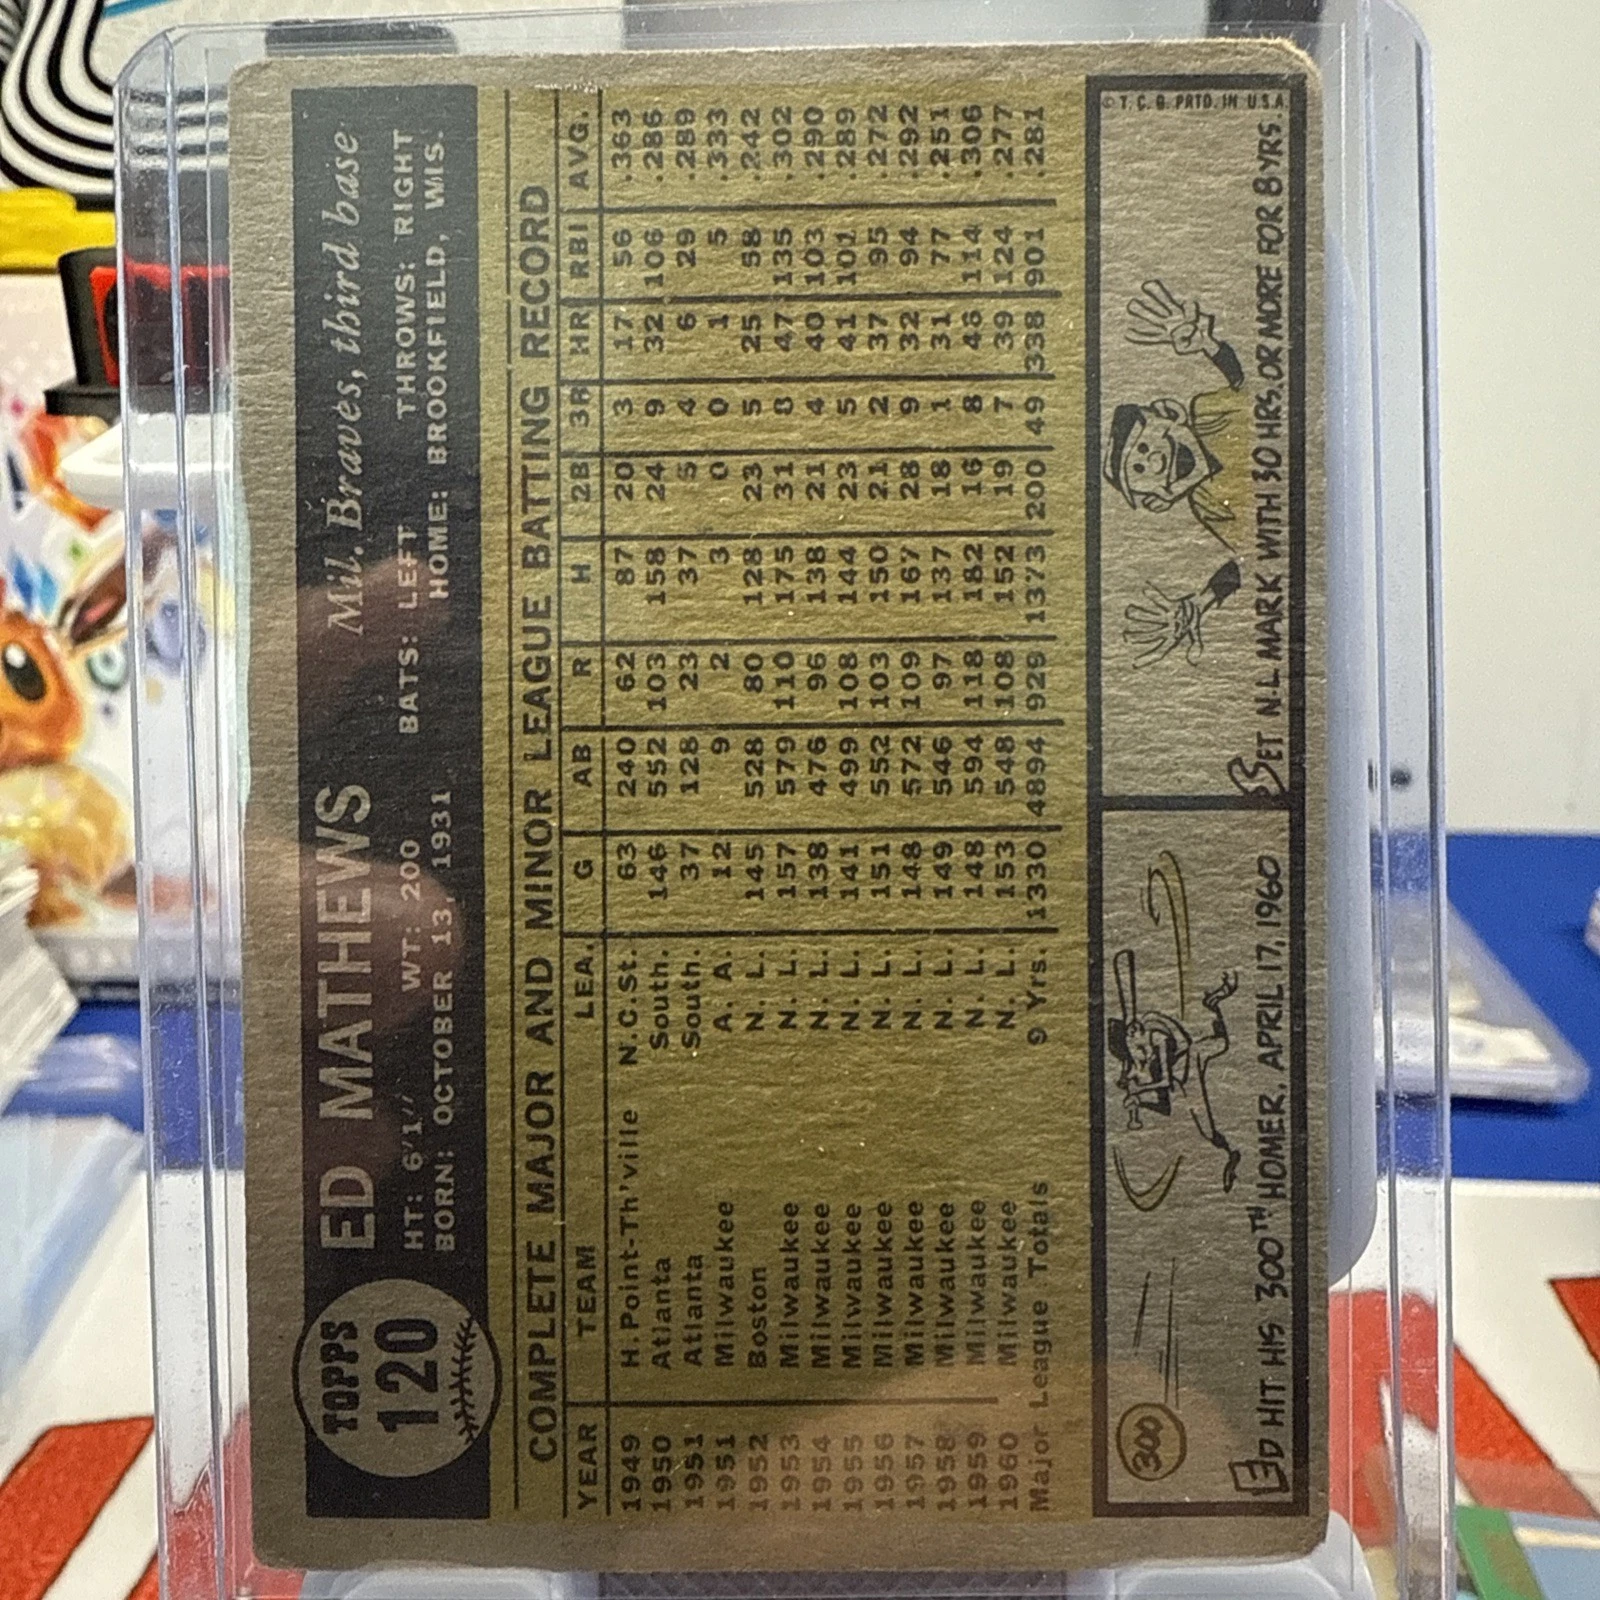 TOPPS
120
ED MATHEWS
Mil. Braves, third base
HT: 6'1" WT: 200 BATS: LEFT THROWS: RIGHT
BORN: OCTOBER 13, 1931 HOME: BROOKFIELD, WIS.
COMPLETE MAJOR AND MINOR LEAGUE BATTING RECORD
YEAR TEAM LEA. G AB R H 2B 3B HR RBI AVG.
1949 H. Point-Th'ville N.C.St. 63 240 62 87 20 3 17 56 .363
1950 Atlanta South. 146 552 103 158 24 9 32 106 .286
1951 Atlanta South. 37 128 23 37 5 4 6 29 .289
1951 Milwaukee A. A. 12 9 2 3 0 0 1 5 .333
1952 Boston N. L. 145 528 80 128 23 5 25 58 .242
1953 Milwaukee N. L. 157 579 110 175 31 8 47 135 .302
1954 Milwaukee N. L. 138 476 96 138 21 4 40 103 .290
1955 Milwaukee N. L. 141 499 108 144 23 5 41 101 .289
1956 Milwaukee N. L. 151 552 103 150 21 2 37 95 .272
1957 Milwaukee N. L. 148 572 109 167 28 9 32 94 .292
1958 Milwaukee N. L. 149 546 97 137 18 1 31 77 .251
1959 Milwaukee N. L. 148 594 118 182 16 8 46 114 .306
1960 Milwaukee N. L. 153 548 108 152 19 7 39 124 .277
Major League Totals 9 Yrs. 1330 4894 929 1373 200 49 338 901 .281
© T. C. G. PRTD. IN U.S.A.
300
ED HIT HIS 300TH HOMER, APRIL 17, 1960
SET N.L. MARK WITH 30 HRS. OR MORE FOR 8 YRS.